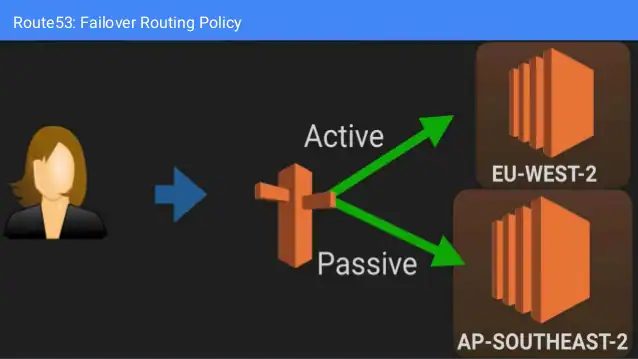 Route53: Failover Routing Policy
Active
EU-WEST-2
Passive
AP-SOUTHEAST-2